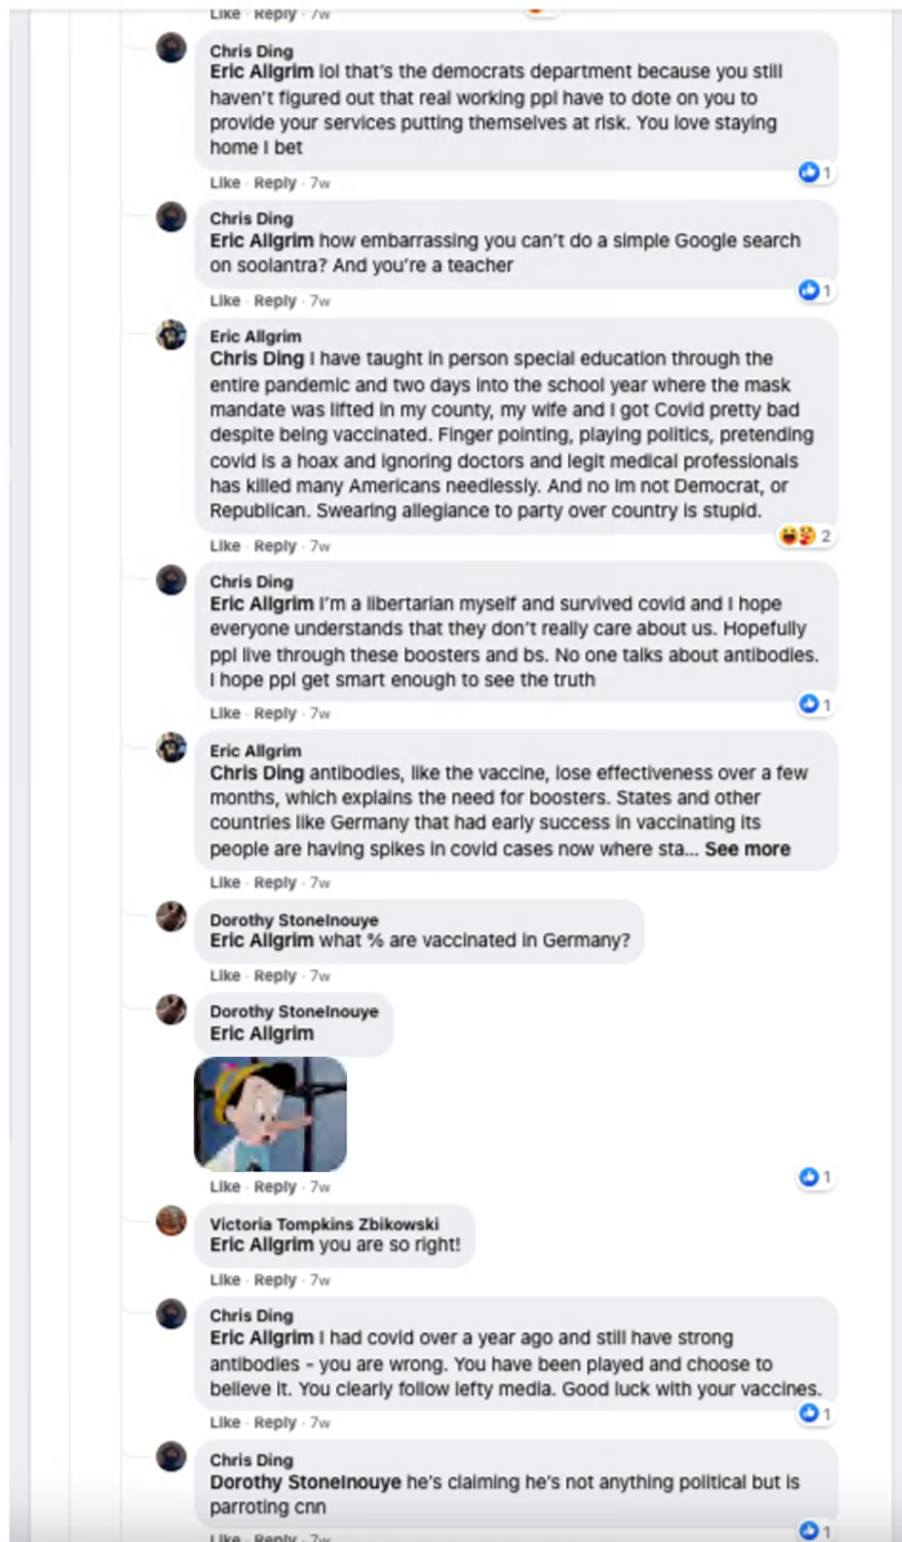 Like · Reply · 7w
Chris Ding
Eric Allgrim lol that's the democrats department because you still
haven't figured out that real working ppl have to dote on you to
provide your services putting themselves at risk. You love staying
home I bet
1
Like · Reply · 7w
Chris Ding
Eric Allgrim how embarrassing you can't do a simple Google search
on soolantra? And you're a teacher
1
Like · Reply · 7w
Eric Allgrim
Chris Ding I have taught in person special education through the
entire pandemic and two days into the school year where the mask
mandate was lifted in my county, my wife and I got Covid pretty bad
despite being vaccinated. Finger pointing, playing politics, pretending
covid is a hoax and ignoring doctors and legit medical professionals
has killed many Americans needlessly. And no Im not Democrat, or
Republican. Swearing allegiance to party over country is stupid.
2
Like · Reply · 7w
Chris Ding
Eric Allgrim I'm a libertarian myself and survived covid and I hope
everyone understands that they don't really care about us. Hopefully
ppl live through these boosters and bs. No one talks about antibodies.
I hope ppl get smart enough to see the truth
1
Like · Reply · 7w
Eric Allgrim
Chris Ding antibodies, like the vaccine, lose effectiveness over a few
months, which explains the need for boosters. States and other
countries like Germany that had early success in vaccinating its
people are having spikes in covid cases now where sta... See more
Like · Reply · 7w
Dorothy StoneInouye
Eric Allgrim what % are vaccinated in Germany?
Like · Reply · 7w
Dorothy StoneInouye
Eric Allgrim
1
Like · Reply · 7w
Victoria Tompkins Zbikowski
Eric Allgrim you are so right!
Like · Reply · 7w
Chris Ding
Eric Allgrim I had covid over a year ago and still have strong
antibodies - you are wrong. You have been played and choose to
believe it. You clearly follow lefty media. Good luck with your vaccines.
1
Like · Reply · 7w
Chris Ding
Dorothy StoneInouye he's claiming he's not anything political but is
parroting cnn
1
Like · Reply · 7w